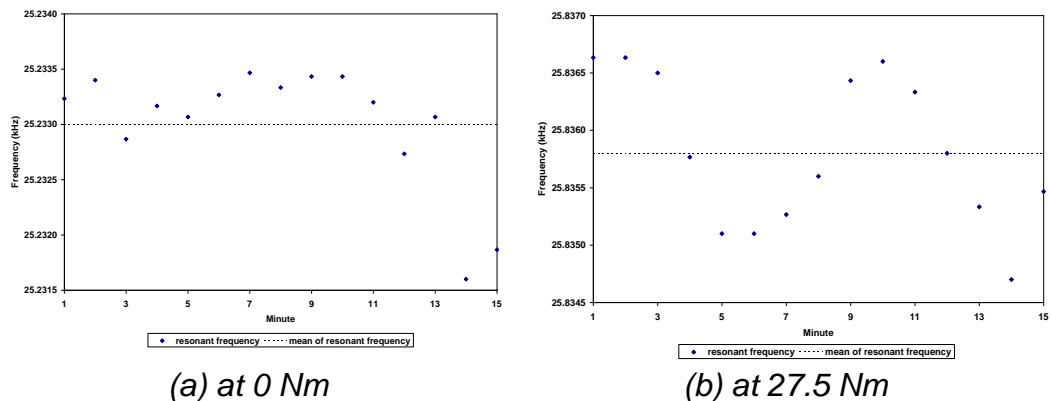 25.2340
25.2335
25.2330
25.2325
25.2320
25.2315
Frequency (kHz)
1 3 5 7 9 11 13 15
Minute
resonant frequency mean of resonant frequency
(a) at 0 Nm
25.8370
25.8365
25.8360
25.8355
25.8350
25.8345
Frequency (kHz)
1 3 5 7 9 11 13 15
Minute
resonant frequency mean of resonant frequency
(b) at 27.5 Nm